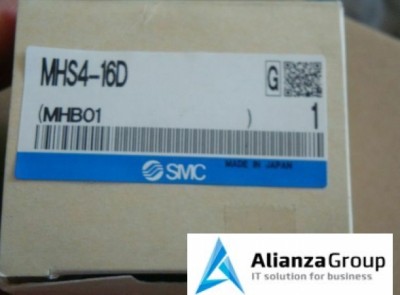 MHS4-16D
G
(MHB01 )
1
SMC
MADE IN JAPAN
AlianzaGroup
IT solution for business